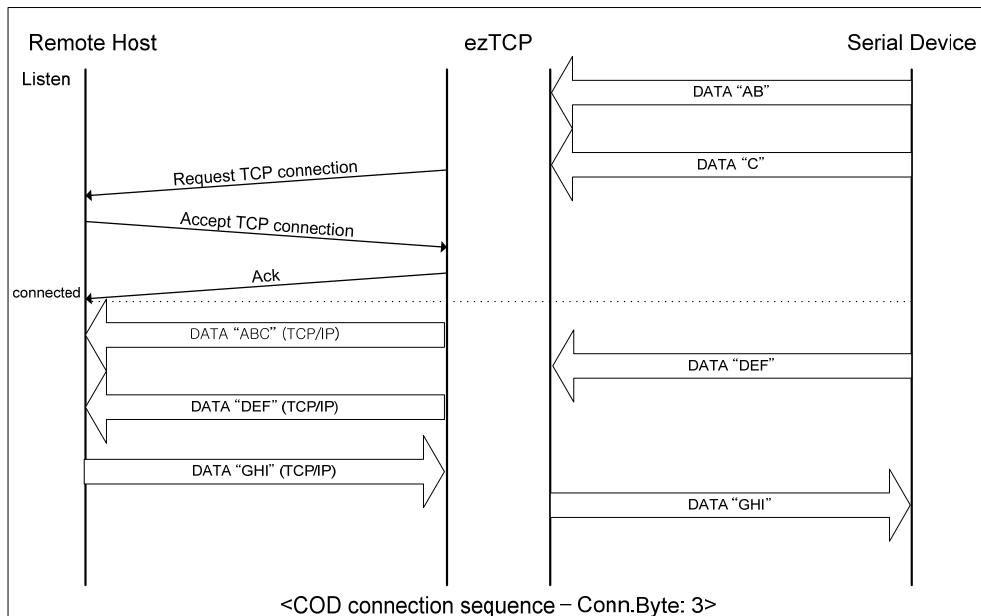 Remote Host
ezTCP
Serial Device
Listen
DATA “AB”
DATA “C”
Request TCP connection
Accept TCP connection
Ack
connected
DATA “ABC” (TCP/IP)
DATA “DEF”
DATA “DEF” (TCP/IP)
DATA “GHI” (TCP/IP)
DATA “GHI”
<COD connection sequence – Conn.Byte: 3>